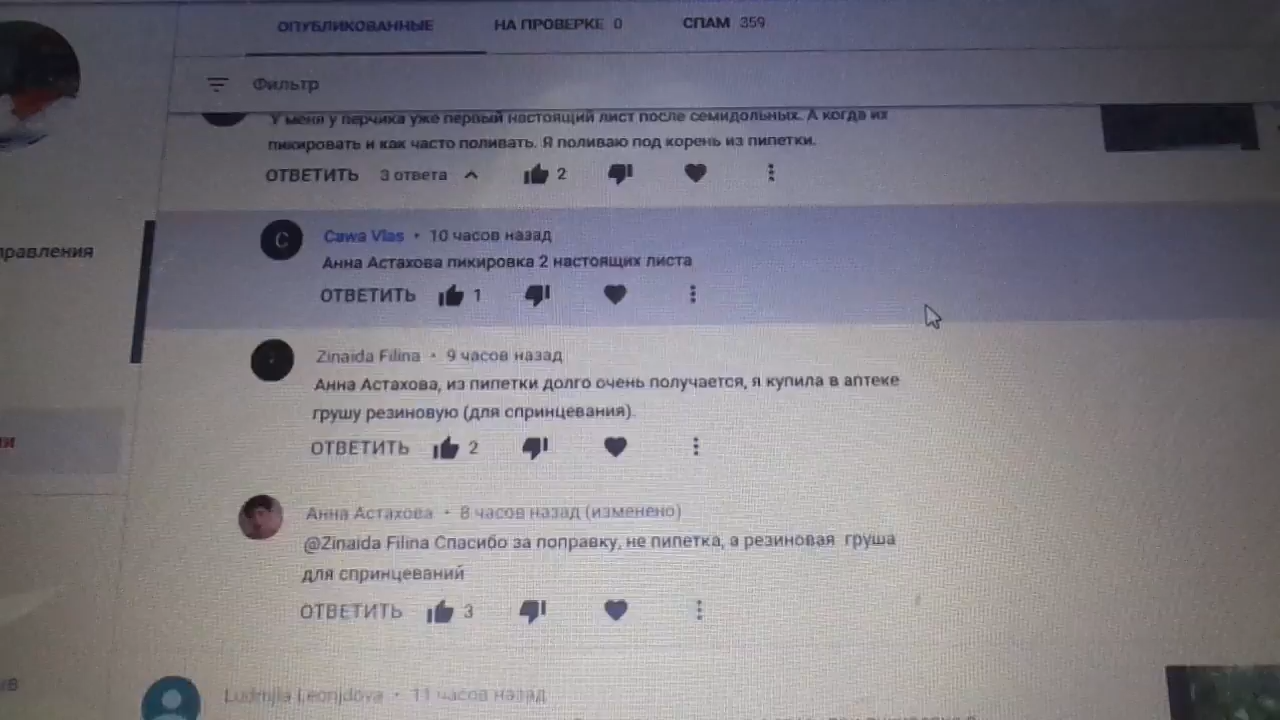 ОПУБЛИКОВАННЫЕ НА ПРОВЕРКЕ 0 СПАМ 359
Фильтр
У меня у перчика уже первый настоящий лист после семидольных. А когда их
пикировать и как часто поливать. Я поливаю под корень из пипетки.
ОТВЕТИТЬ 3 ответа 2
равления
C
Cawa Vlas • 10 часов назад
Анна Астахова пикировка 2 настоящих листа
ОТВЕТИТЬ 1
Zinaida Filina • 9 часов назад
Анна Астахова, из пипетки долго очень получается, я купила в аптеке
грушу резиновую (для спринцевания).
ОТВЕТИТЬ 2
ии
Анна Астахова • 8 часов назад (изменено)
@Zinaida Filina Спасибо за поправку, не пипетка, а резиновая груша
для спринцеваний
ОТВЕТИТЬ 3
Ludmjla Leonjdova • 11 часов назад